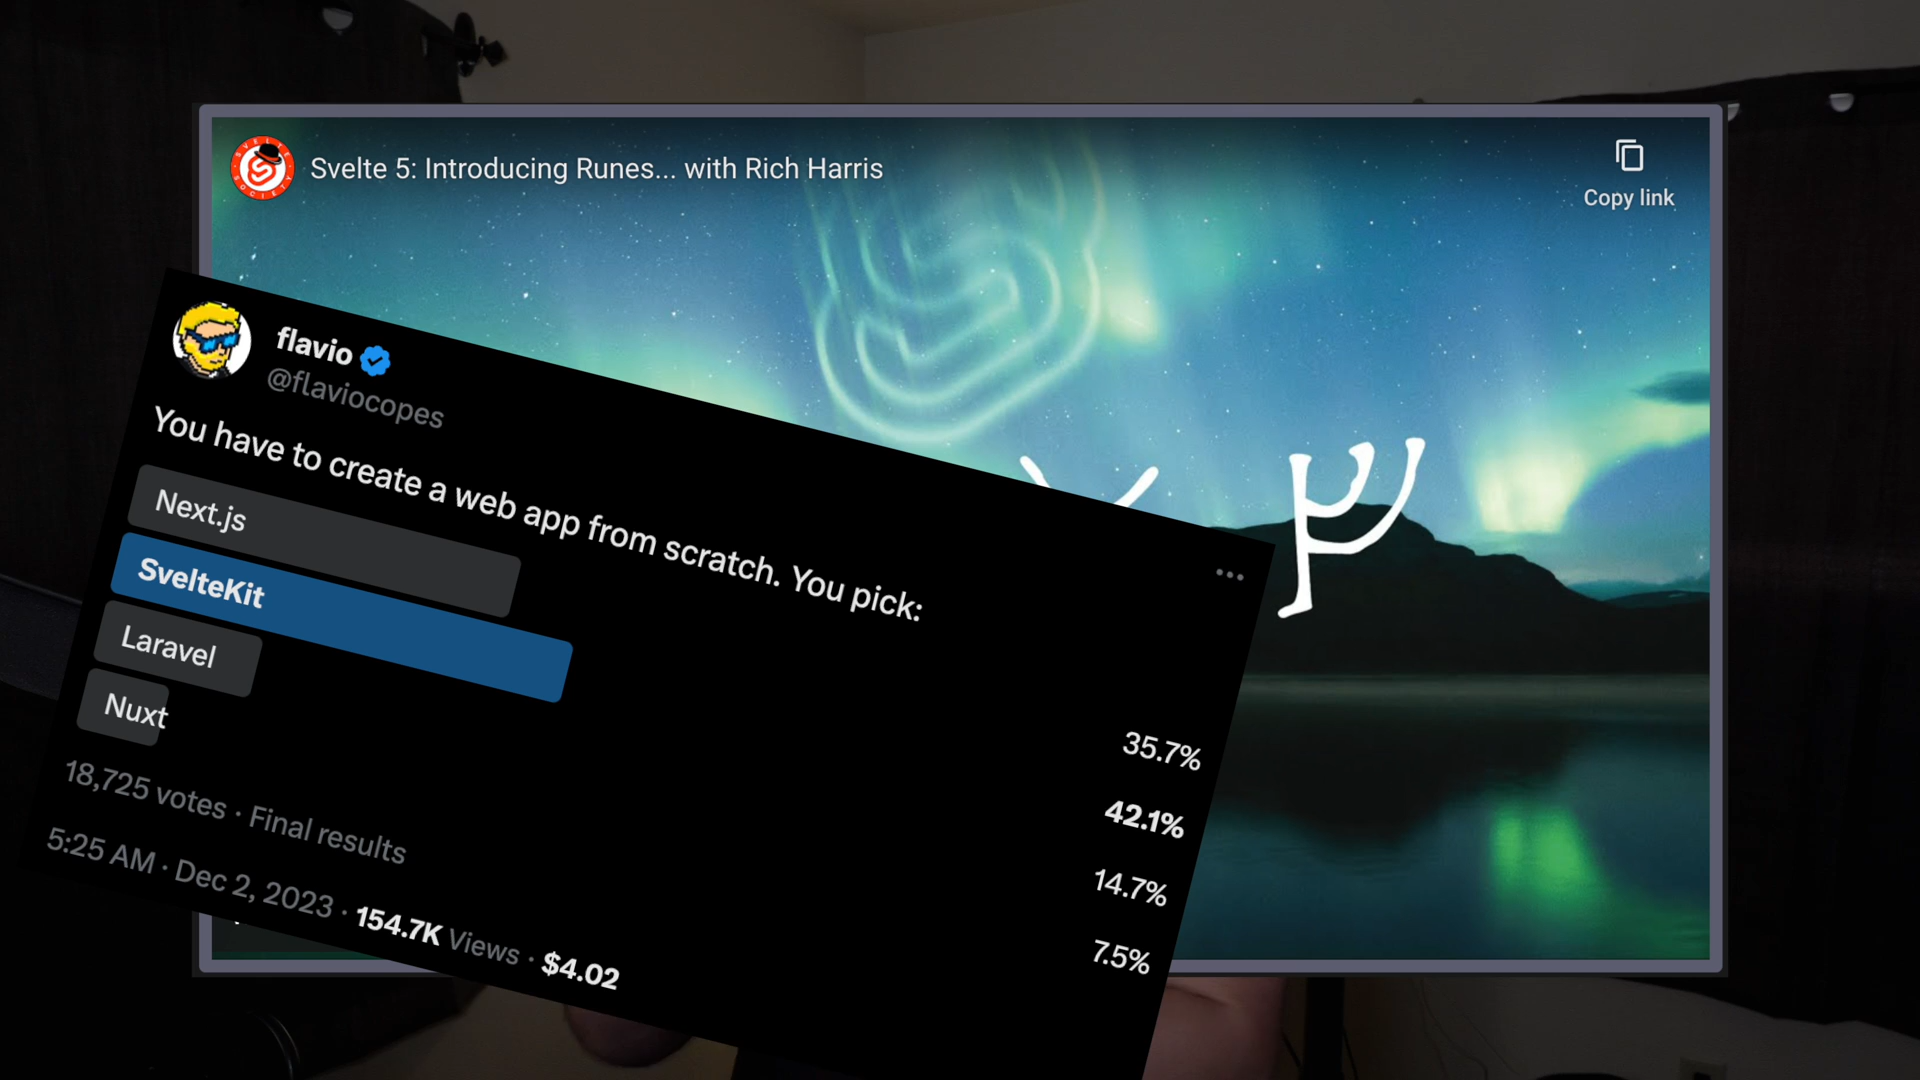 Svelte 5: Introducing Runes... with Rich Harris
Copy link
SVELTE SOCIETY
flavio
@flaviocopes
You have to create a web app from scratch. You pick:
Next.js 35.7%
SvelteKit 42.1%
Laravel 14.7%
Nuxt 7.5%
18,725 votes · Final results
5:25 AM · Dec 2, 2023 · 154.7K Views · $4.02